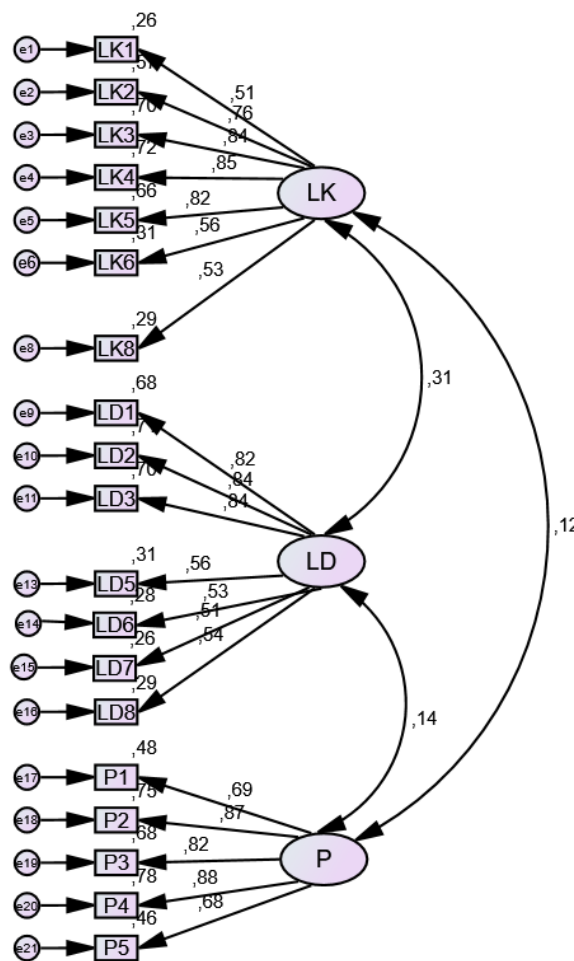 ,26
e1 LK1
e2 LK2
,51
,76
,70
e3 LK3
,84
,72
e4 LK4
,85
,66
e5 LK5
,82
,31
e6 LK6
,56
LK
,53
,29
e8 LK8
,31
,68
e9 LD1
e10 LD2
,82
,84
,70
e11 LD3
,84
,12
LD
,31
e13 LD5
,56
,53
,28
e14 LD6
,51
,26
e15 LD7
,54
,29
e16 LD8
,14
,48
e17 P1
,69
,75
e18 P2
,87
,68
e19 P3
,82
P
,78
e20 P4
,88
,68
,46
e21 P5